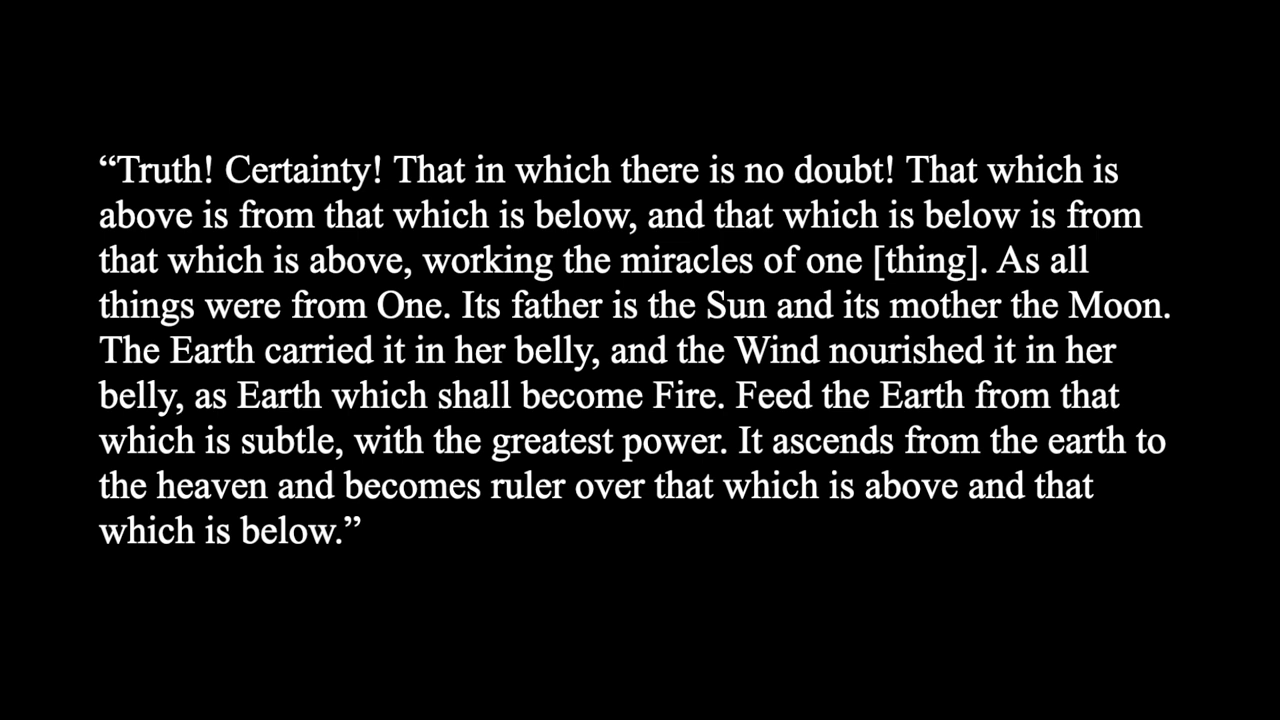 “Truth! Certainty! That in which there is no doubt! That which is
above is from that which is below, and that which is below is from
that which is above, working the miracles of one [thing]. As all
things were from One. Its father is the Sun and its mother the Moon.
The Earth carried it in her belly, and the Wind nourished it in her
belly, as Earth which shall become Fire. Feed the Earth from that
which is subtle, with the greatest power. It ascends from the earth to
the heaven and becomes ruler over that which is above and that
which is below.”